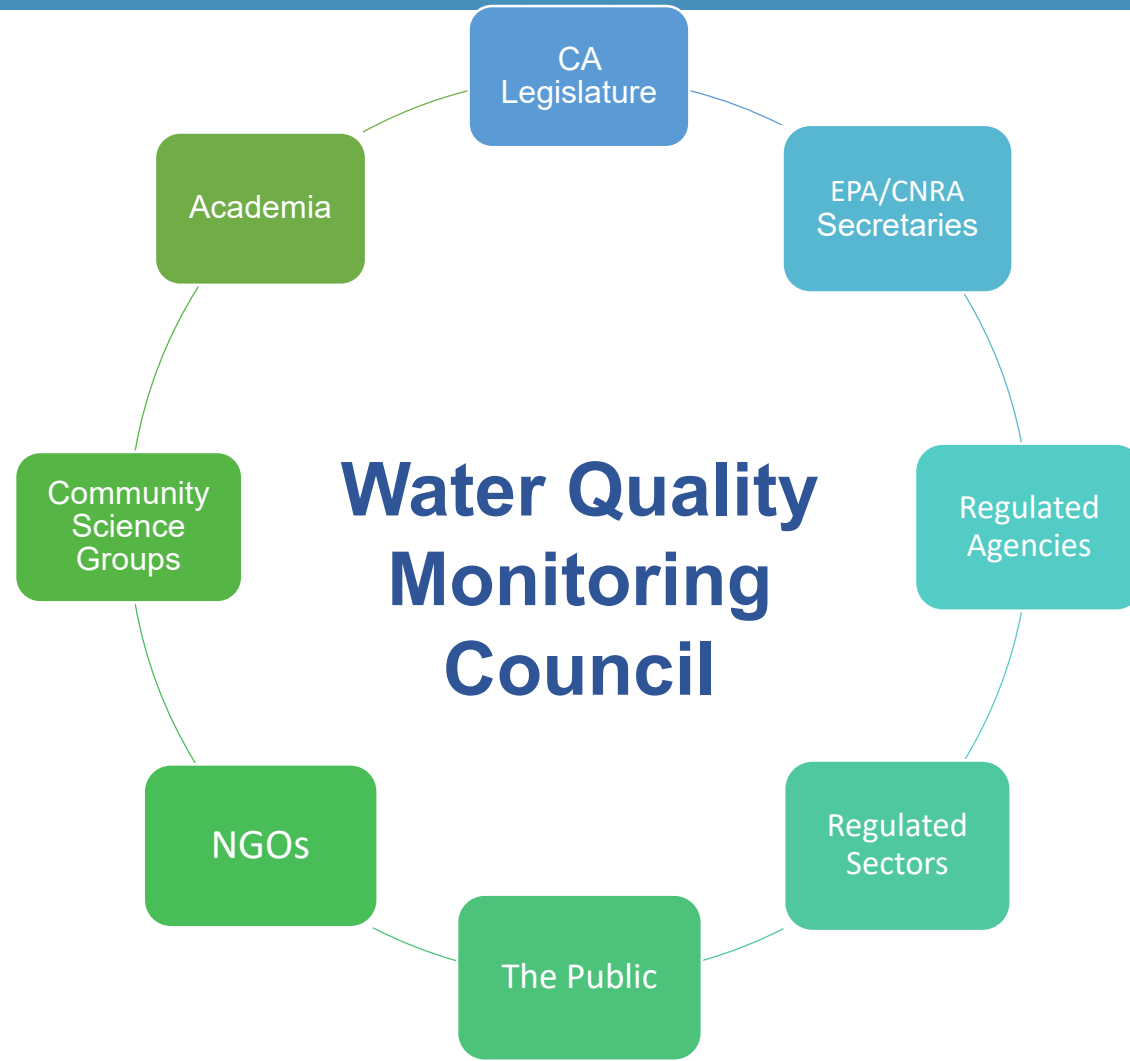 CA
Legislature
EPA/CNRA
Secretaries
Regulated
Agencies
Regulated
Sectors
The Public
NGOs
Community
Science
Groups
Academia
Water Quality
Monitoring
Council